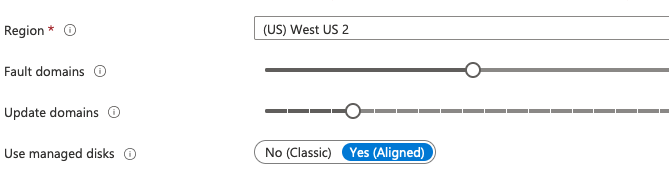 Region * ⓘ (US) West US 2
Fault domains ⓘ
Update domains ⓘ
Use managed disks ⓘ No (Classic) Yes (Aligned)